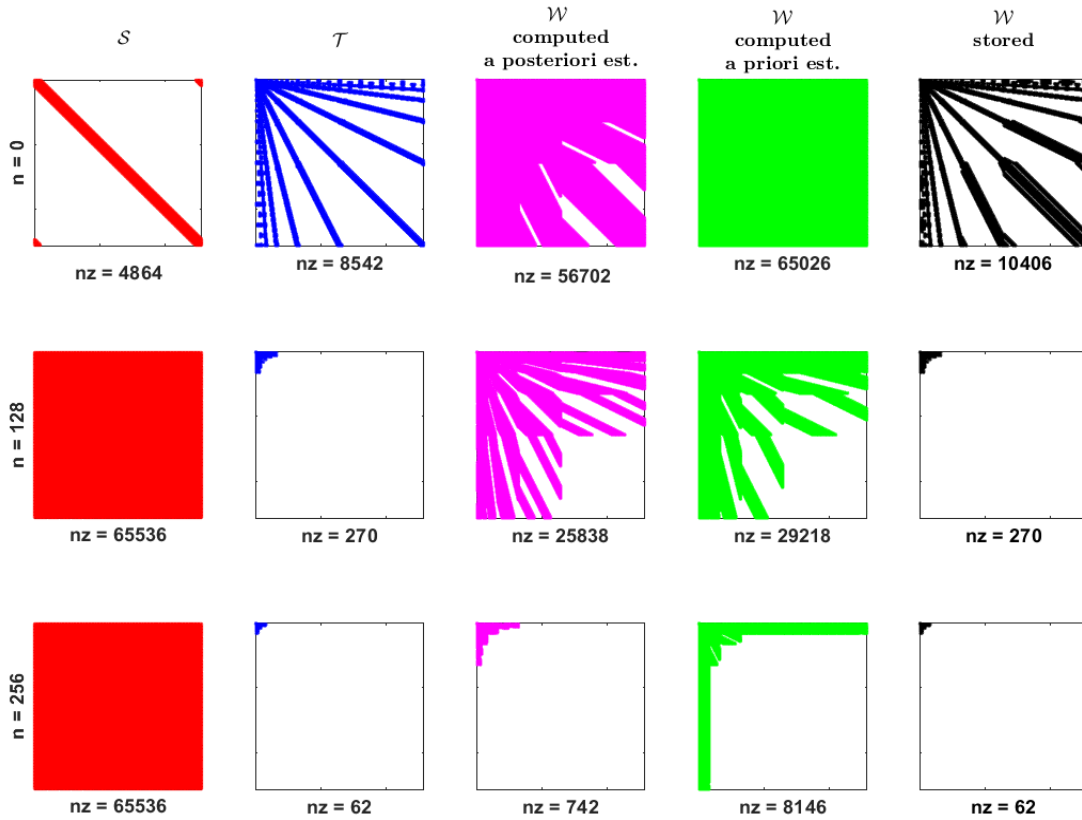 𝒮
𝒯
𝒲
computed
a posteriori est.
𝒲
computed
a priori est.
𝒲
stored
n = 0
nz = 4864
nz = 8542
nz = 56702
nz = 65026
nz = 10406
n = 128
nz = 65536
nz = 270
nz = 25838
nz = 29218
nz = 270
n = 256
nz = 65536
nz = 62
nz = 742
nz = 8146
nz = 62